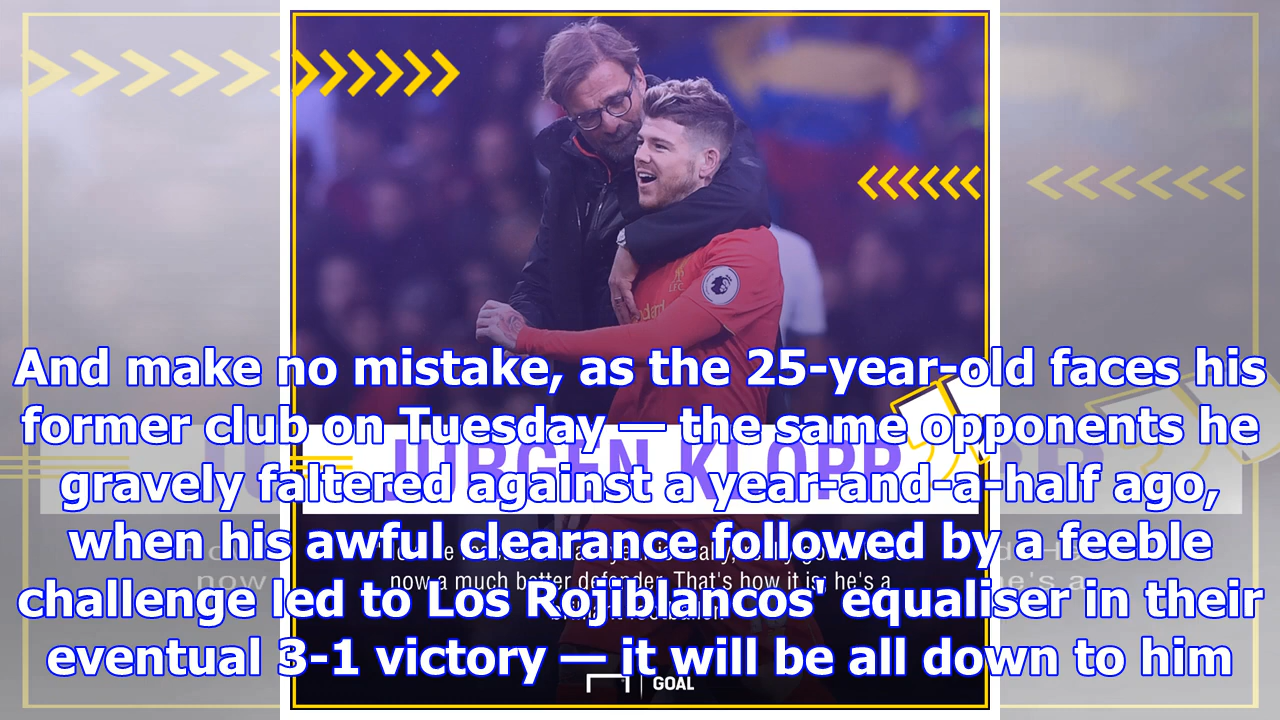 And make no mistake, as the 25-year-old faces his
former club on Tuesday — the same opponents he
gravely faltered against a year-and-a-half ago,
when his awful clearance followed by a feeble
challenge led to Los Rojiblancos' equaliser in their
eventual 3-1 victory — it will be all down to him
JURGEN KLOPP
now a much better defender. That's how it is, he's a
GOAL